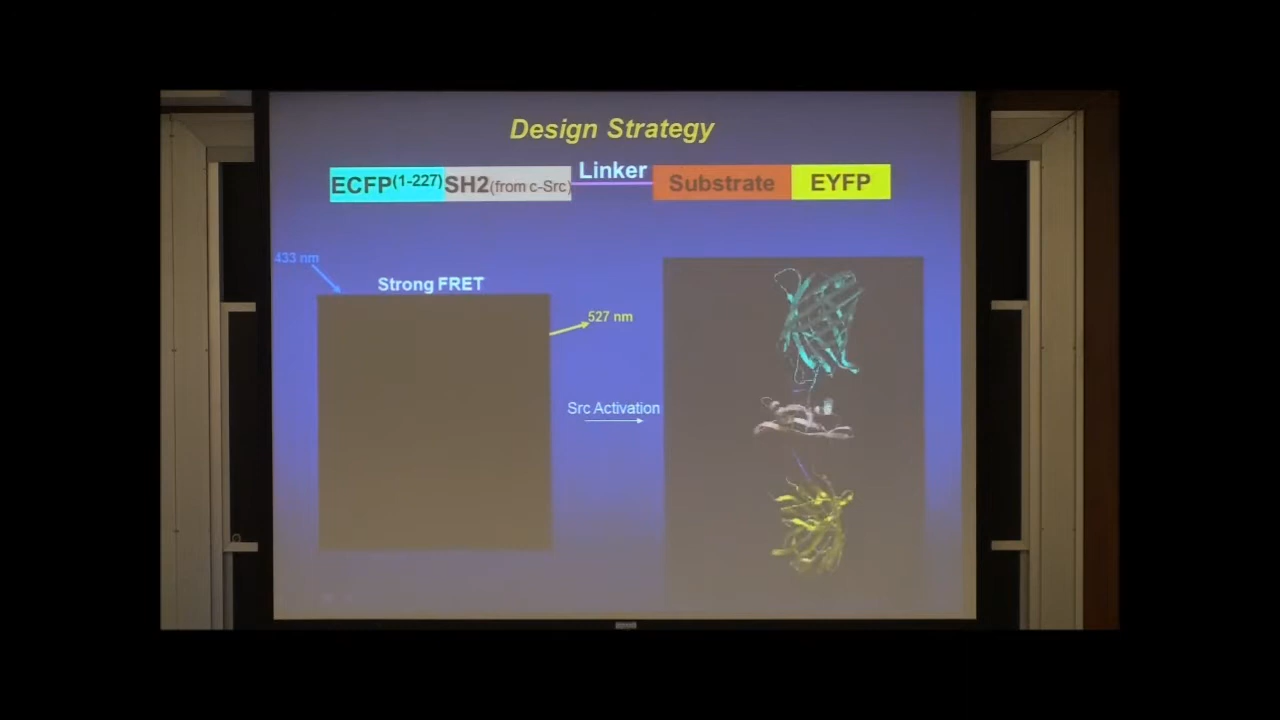 Design Strategy
ECFP(1-227) SH2(from c-Src) Linker Substrate EYFP
433 nm
Strong FRET
527 nm
Src Activation